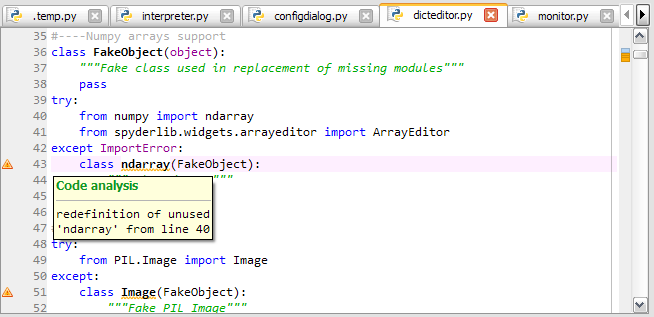 .temp.py interpreter.py configdialog.py dicteditor.py monitor.py
35 #----Numpy arrays support
36 class FakeObject(object):
37 """Fake class used in replacement of missing modules"""
38 pass
39 try:
40 from numpy import ndarray
41 from spyderlib.widgets.arrayeditor import ArrayEditor
42 except ImportError:
43 class ndarray(FakeObject):
44 """
Code analysis
45
redefinition of unused
46
'ndarray' from line 40
47
48 try:
49 from PIL.Image import Image
50 except:
51 class Image(FakeObject):
52 """Fake PIL Image"""